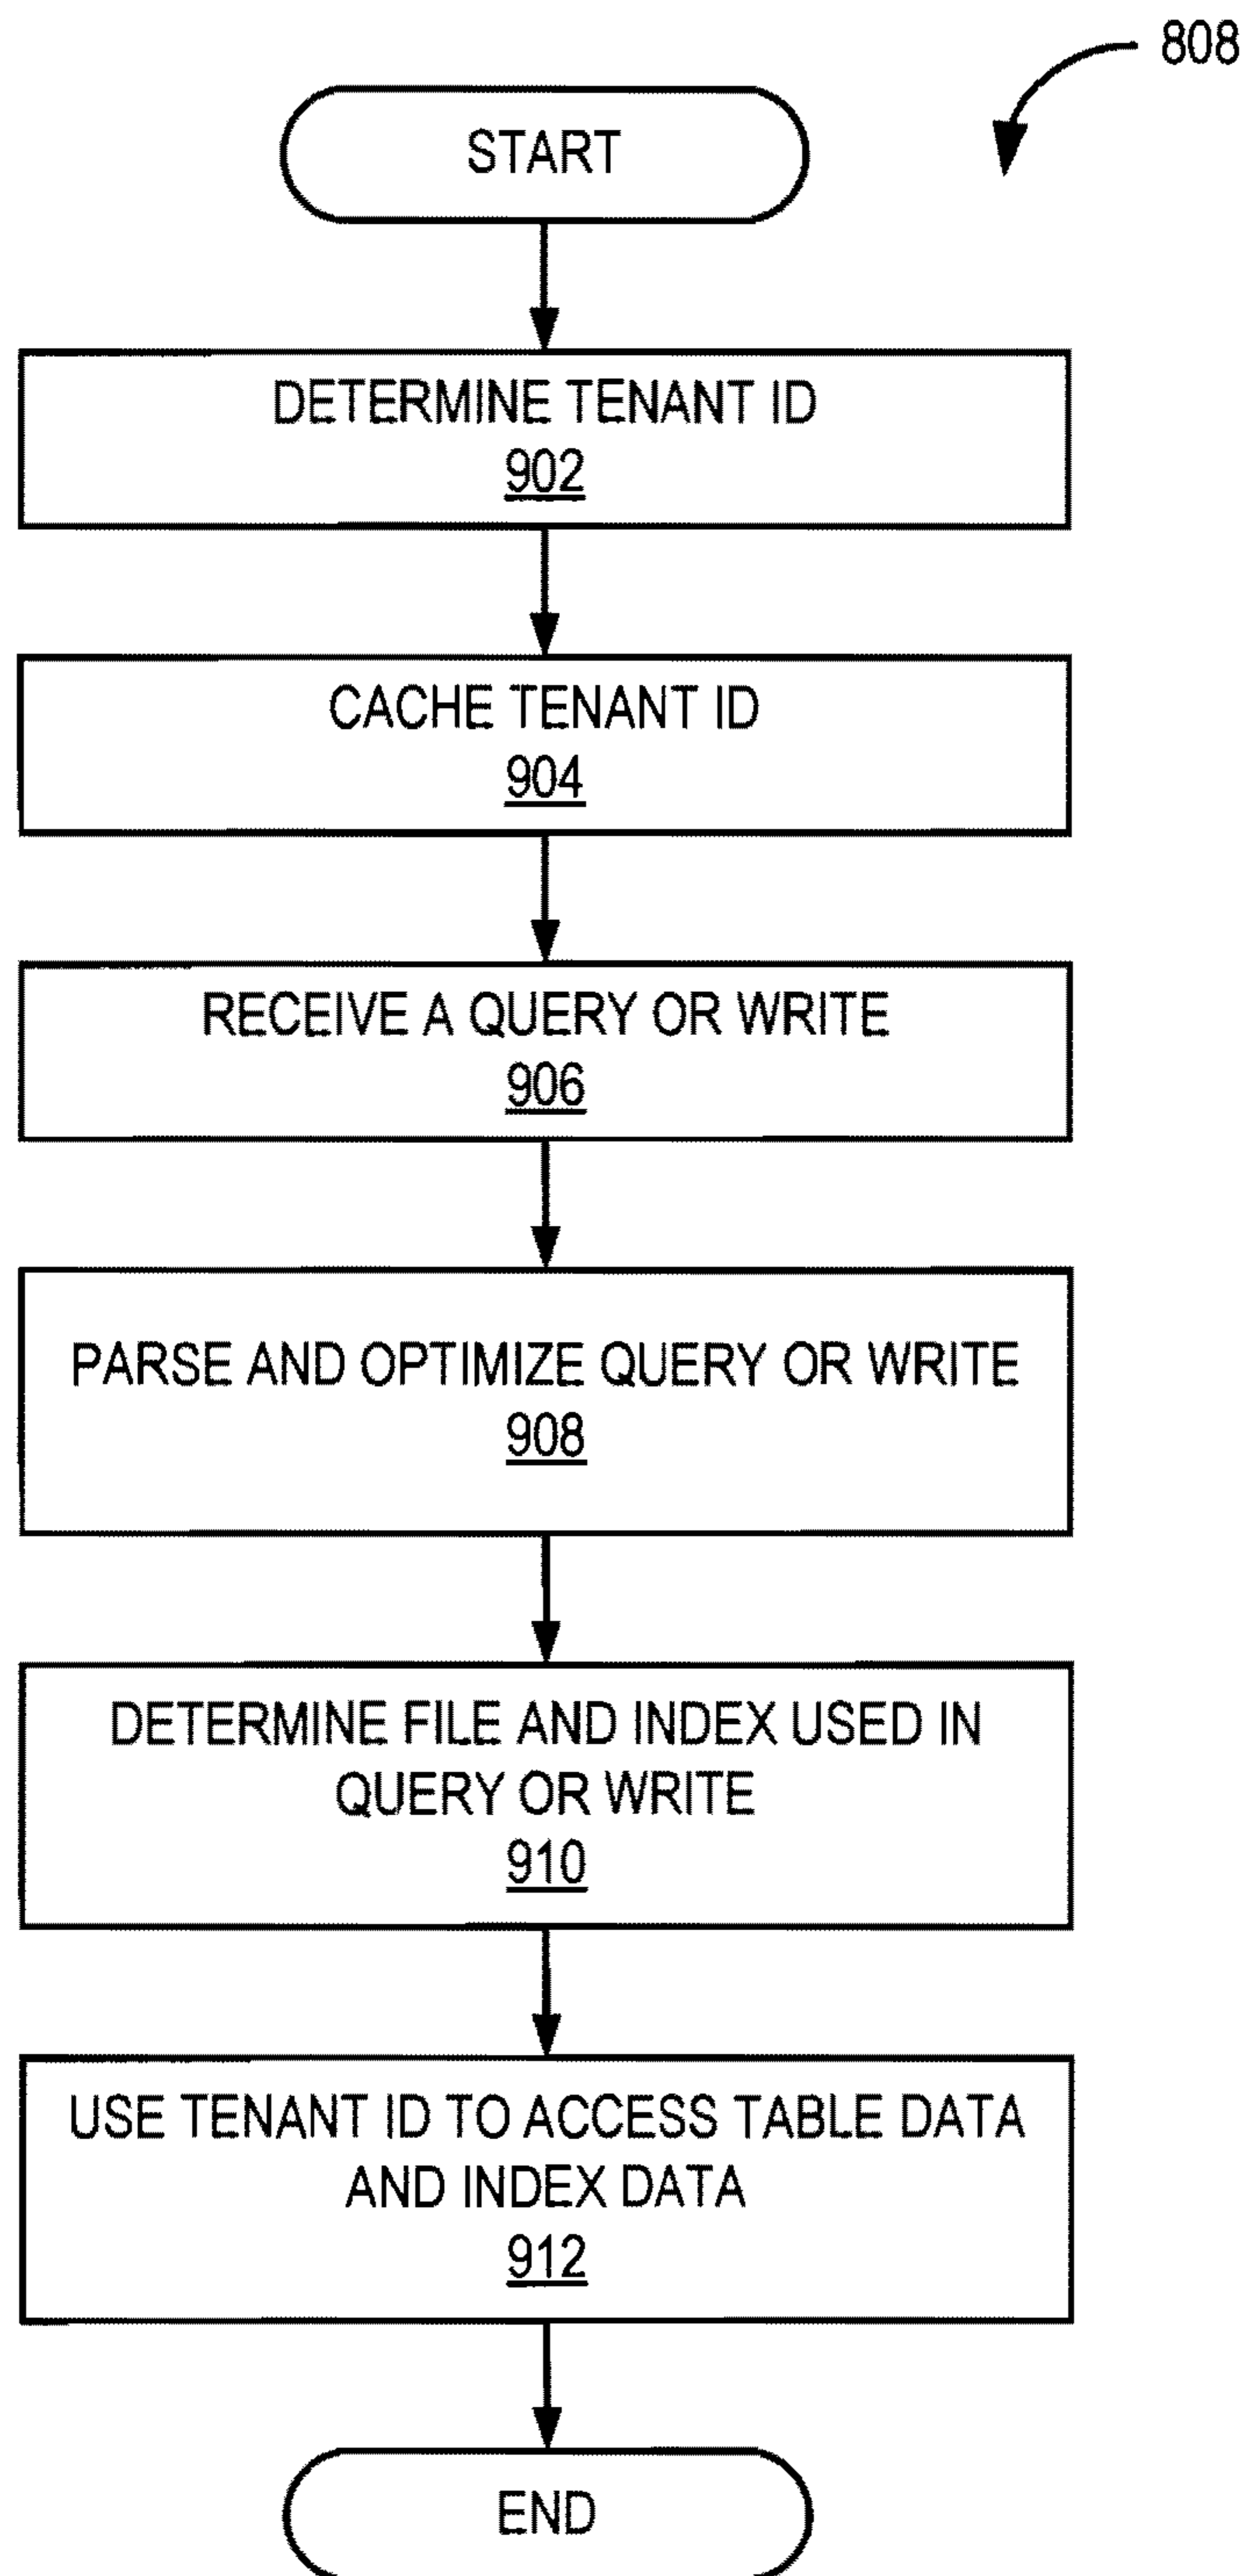 808
START
DETERMINE TENANT ID
902
CACHE TENANT ID
904
RECEIVE A QUERY OR WRITE
906
PARSE AND OPTIMIZE QUERY OR WRITE
908
DETERMINE FILE AND INDEX USED IN
QUERY OR WRITE
910
USE TENANT ID TO ACCESS TABLE DATA
AND INDEX DATA
912
END